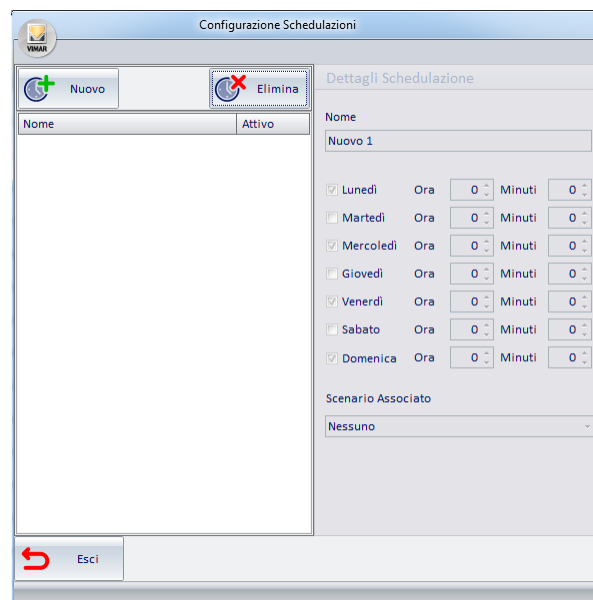 Configurazione Schedulazioni
VIMAR
Nuovo
Elimina
Nome Attivo
Dettagli Schedulazione
Nome
Nuovo 1
Lunedì Ora 0 Minuti 0
Martedì Ora 0 Minuti 0
Mercoledì Ora 0 Minuti 0
Giovedì Ora 0 Minuti 0
Venerdì Ora 0 Minuti 0
Sabato Ora 0 Minuti 0
Domenica Ora 0 Minuti 0
Scenario Associato
Nessuno
Esci